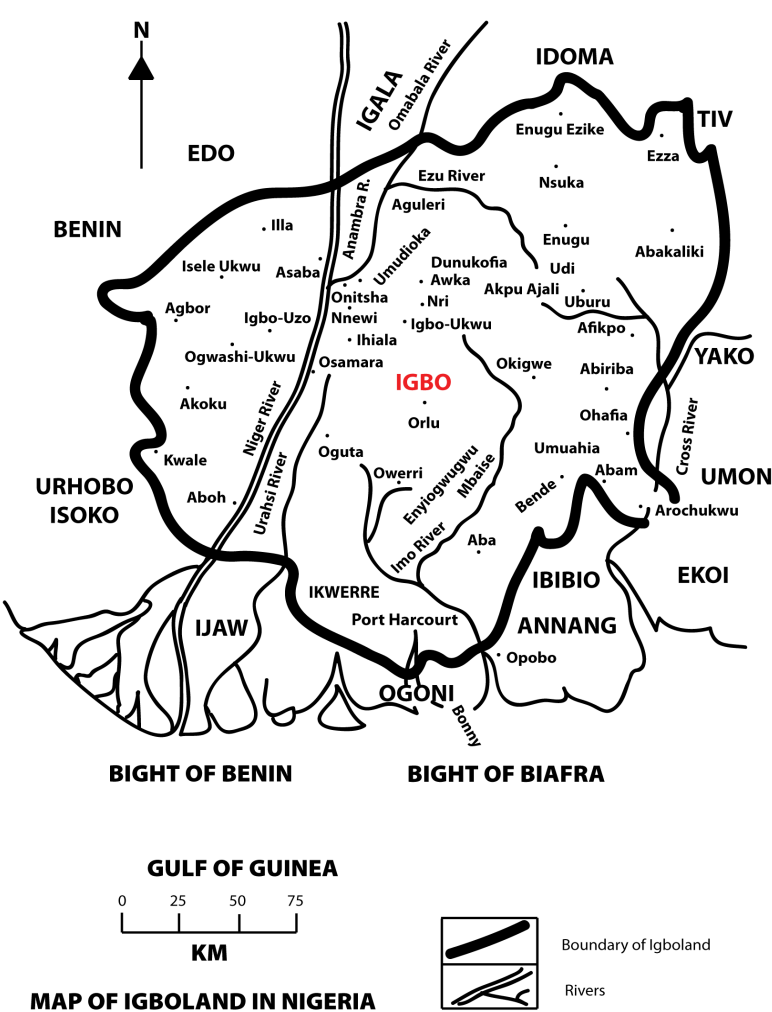 N
IDOMA
IGALA
Omabala River
TIV
Enugu Ezike
EDO
Ezza
Ezu River
Nsuka
Anambra R.
Aguleri
BENIN
Illa
Umudioka
Enugu
Abakaliki
Isele Ukwu
Asaba
Dunukofia
Udi
Awka
Akpu Ajali
Onitsha
Nri
Uburu
Agbor
Igbo-Uzo
Nnewi
Igbo-Ukwu
Afikpo
Ihiala
Ogwashi-Ukwu
Osamara
Okigwe
YAKO
IGBO
Abiriba
Akoku
Niger River
Orlu
Ohafia
Cross River
Oguta
Umuahia
Kwale
Owerri
Enyiogwugwu
Mbaise
Abam
UMON
URHOBO
ISOKO
Aboh
Urahsi River
Bende
Arochukwu
Imo River
Aba
IBIBIO
EKOI
IKWERRE
IJAW
Port Harcourt
ANNANG
Opobo
OGONI
Bonny
BIGHT OF BENIN
BIGHT OF BIAFRA
GULF OF GUINEA
0 25 50 75
KM
Boundary of Igboland
Rivers
MAP OF IGBOLAND IN NIGERIA